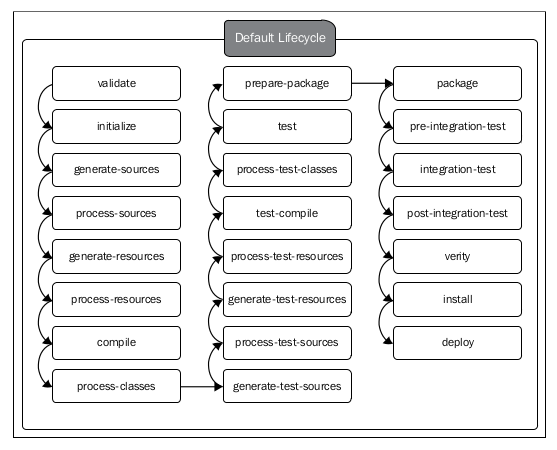 Default Lifecycle
validate
initialize
generate-sources
process-sources
generate-resources
process-resources
compile
process-classes
prepare-package
test
process-test-classes
test-compile
process-test-resources
generate-test-resources
process-test-sources
generate-test-sources
package
pre-integration-test
integration-test
post-integration-test
verity
install
deploy